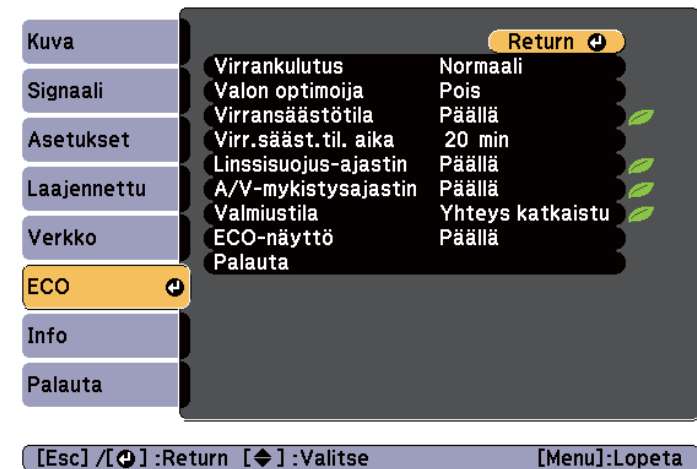 Kuva
Signaali
Asetukset
Laajennettu
Verkko
ECO
Info
Palauta
Return
Virrankulutus Normaali
Valon optimoija Pois
Virransäästötila Päällä
Virr.sääst.til. aika 20 min
Linssisuojus-ajastin Päällä
A/V-mykistysajastin Päällä
Valmiustila Yhteys katkaistu
ECO-näyttö Päällä
Palauta
[Esc] /[ ] :Return [ ] :Valitse [Menu]:Lopeta